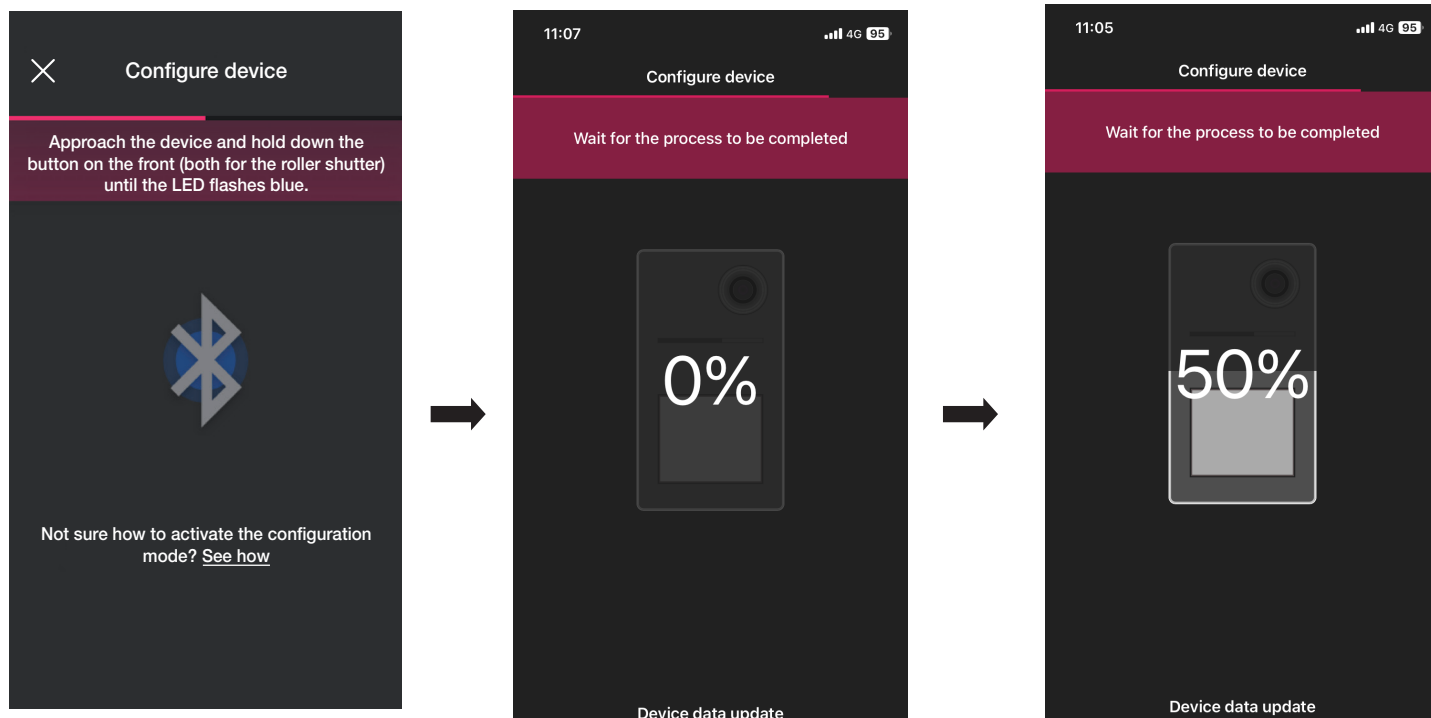 Configure device
Approach the device and hold down the
button on the front (both for the roller shutter)
until the LED flashes blue.
Not sure how to activate the configuration
mode? See how
11:07
4G 95
Configure device
Wait for the process to be completed
0%
Device data update
11:05
4G 95
Configure device
Wait for the process to be completed
50%
Device data update